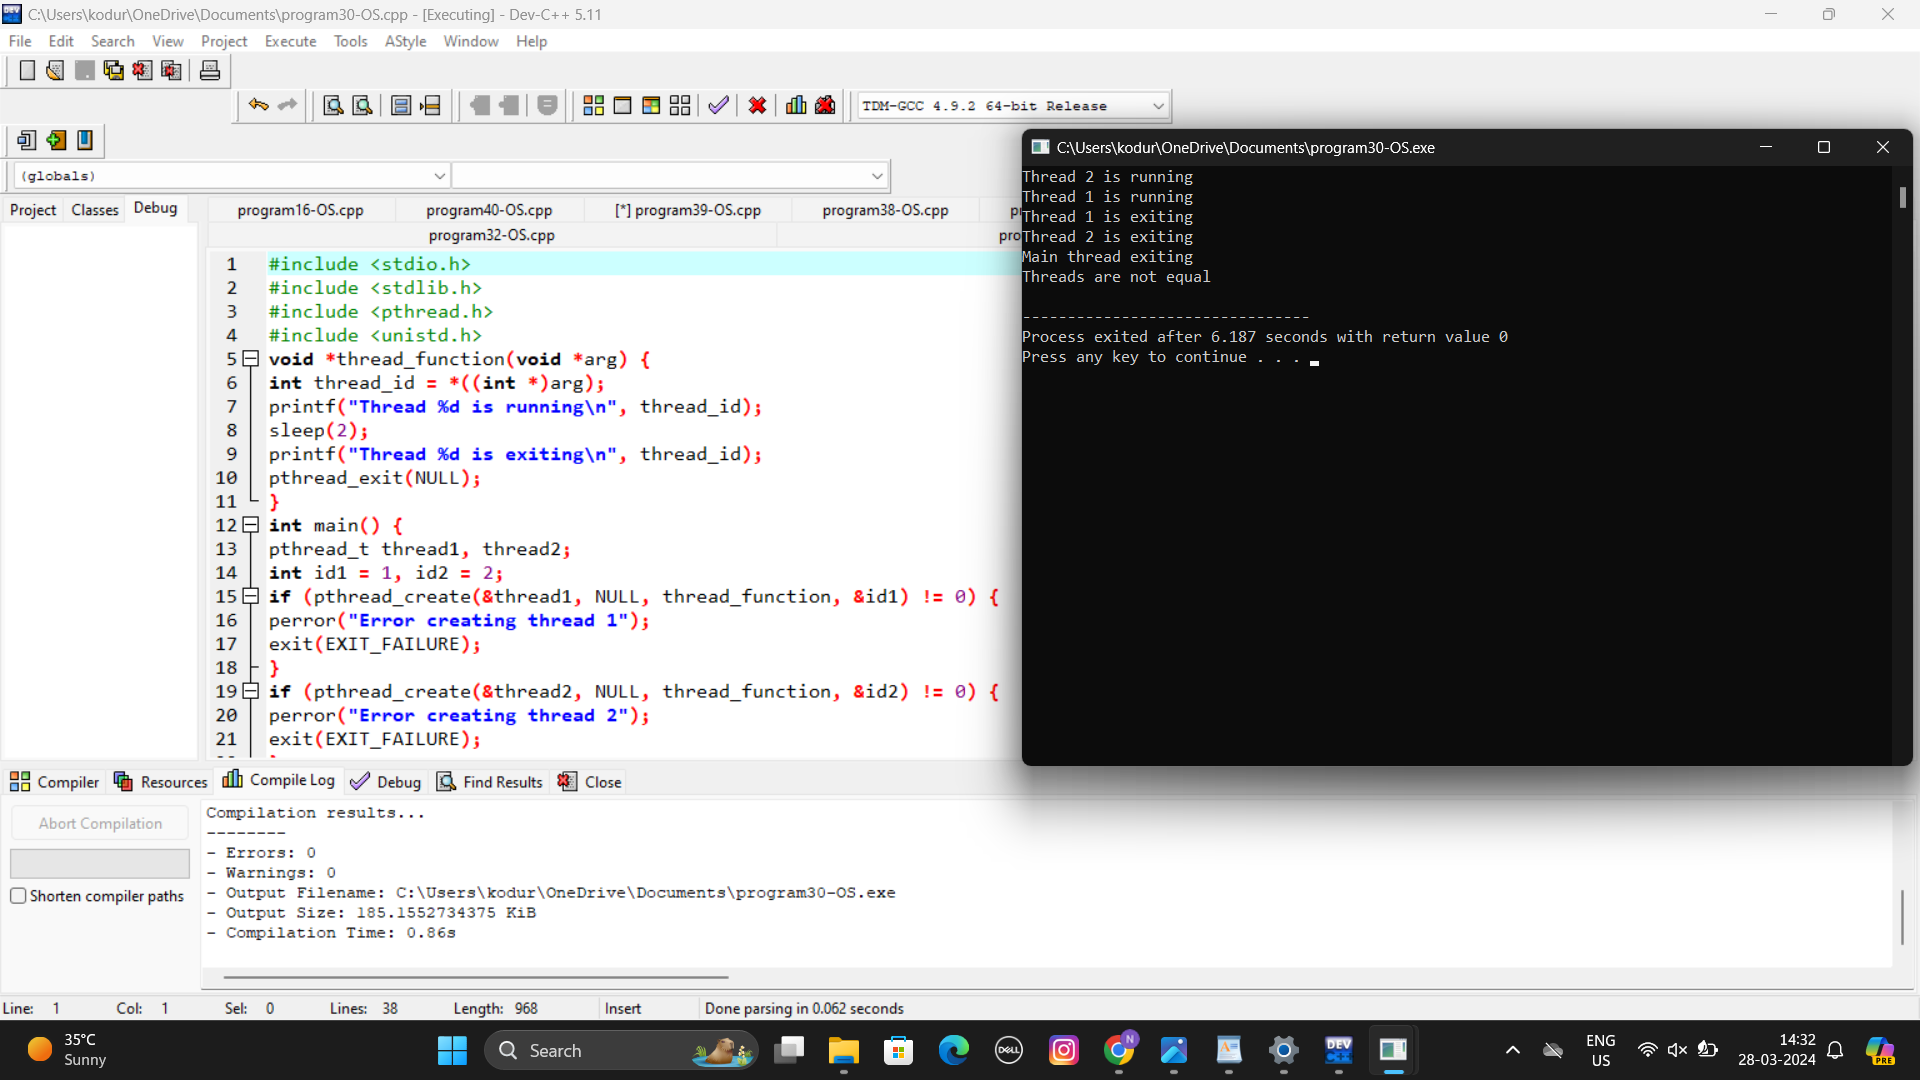 C:\Users\kodur\OneDrive\Documents\program30-OS.cpp - [Executing] - Dev-C++ 5.11
File Edit Search View Project Execute Tools AStyle Window Help
TDM-GCC 4.9.2 64-bit Release
(globals)
Project Classes Debug
program16-OS.cpp program40-OS.cpp [*] program39-OS.cpp program38-OS.cpp
program32-OS.cpp
1 #include <stdio.h>
2 #include <stdlib.h>
3 #include <pthread.h>
4 #include <unistd.h>
5 void *thread_function(void *arg) {
6 int thread_id = *((int *)arg);
7 printf("Thread %d is running\n", thread_id);
8 sleep(2);
9 printf("Thread %d is exiting\n", thread_id);
10 pthread_exit(NULL);
11 }
12 int main() {
13 pthread_t thread1, thread2;
14 int id1 = 1, id2 = 2;
15 if (pthread_create(&thread1, NULL, thread_function, &id1) != 0) {
16 perror("Error creating thread 1");
17 exit(EXIT_FAILURE);
18 }
19 if (pthread_create(&thread2, NULL, thread_function, &id2) != 0) {
20 perror("Error creating thread 2");
21 exit(EXIT_FAILURE);
C:\Users\kodur\OneDrive\Documents\program30-OS.exe
Thread 2 is running
Thread 1 is running
Thread 1 is exiting
Thread 2 is exiting
Main thread exiting
Threads are not equal
--------------------------------
Process exited after 6.187 seconds with return value 0
Press any key to continue . . .
Compiler Resources Compile Log Debug Find Results Close
Abort Compilation
Shorten compiler paths
Compilation results...
--------
- Errors: 0
- Warnings: 0
- Output Filename: C:\Users\kodur\OneDrive\Documents\program30-OS.exe
- Output Size: 185.1552734375 KiB
- Compilation Time: 0.86s
Line: 1 Col: 1 Sel: 0 Lines: 38 Length: 968 Insert Done parsing in 0.062 seconds
35°C
Sunny
Search
DELL
N
DEV
ENG
US
14:32
28-03-2024
PRE